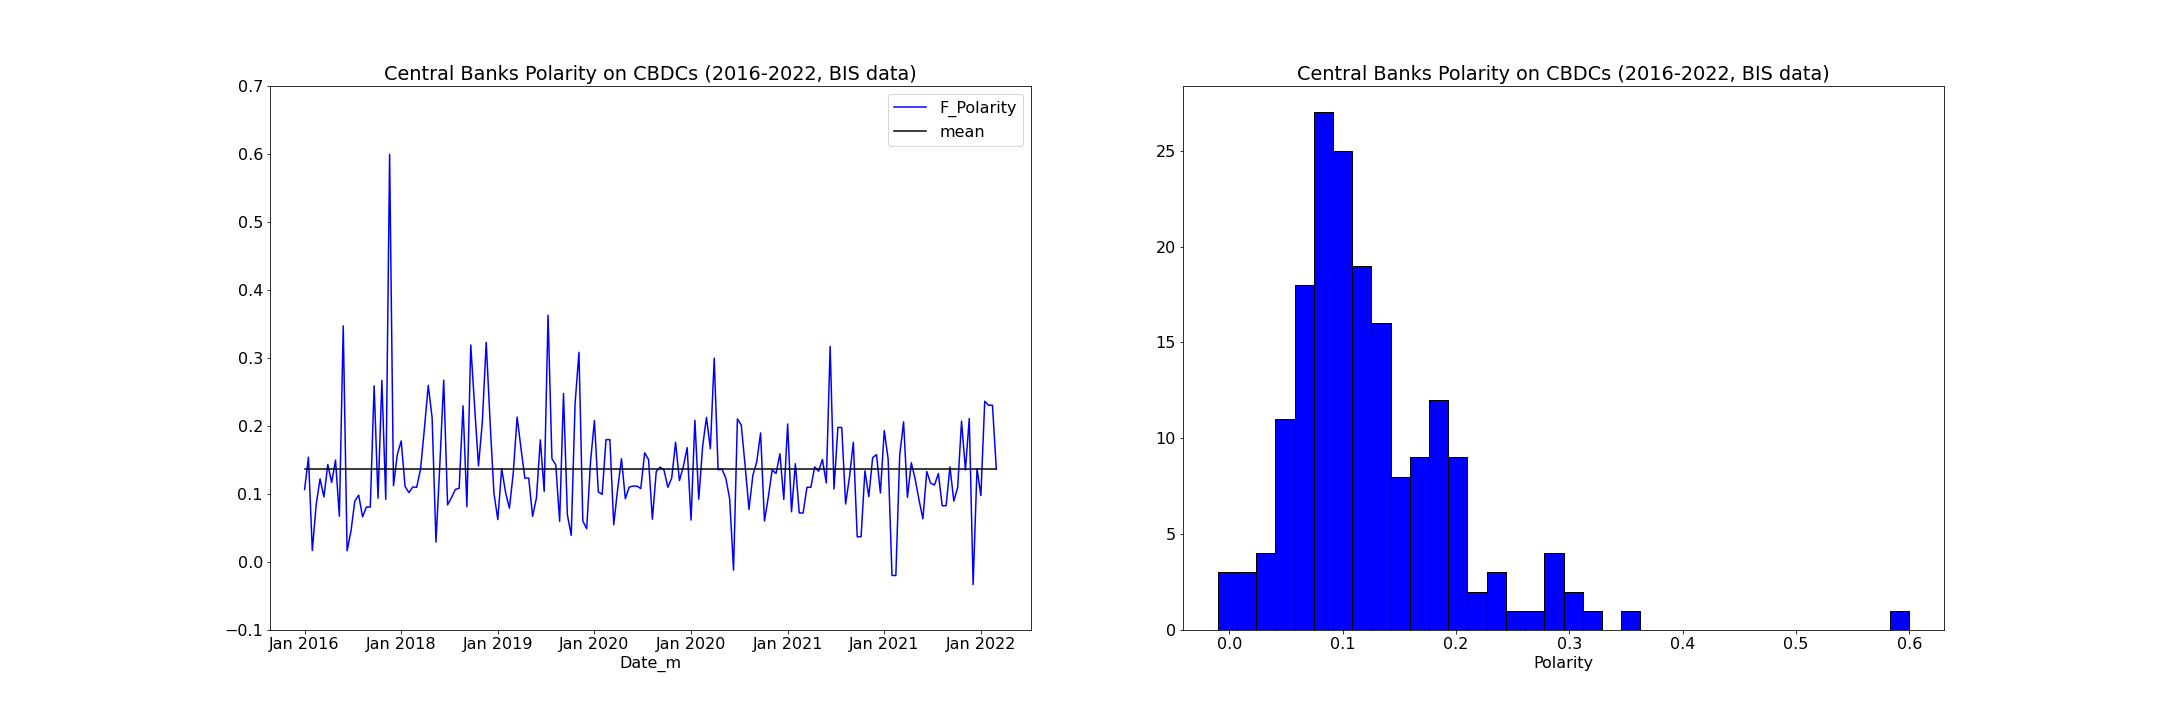 Central Banks Polarity on CBDCs (2016-2022, BIS data)
F_Polarity
mean
0.7
0.6
0.5
0.4
0.3
0.2
0.1
0.0
−0.1
Jan 2016 Jan 2018 Jan 2019 Jan 2020 Jan 2020 Jan 2021 Jan 2021 Jan 2022
Date_m
Central Banks Polarity on CBDCs (2016-2022, BIS data)
25
20
15
10
5
0
0.0 0.1 0.2 0.3 0.4 0.5 0.6
Polarity